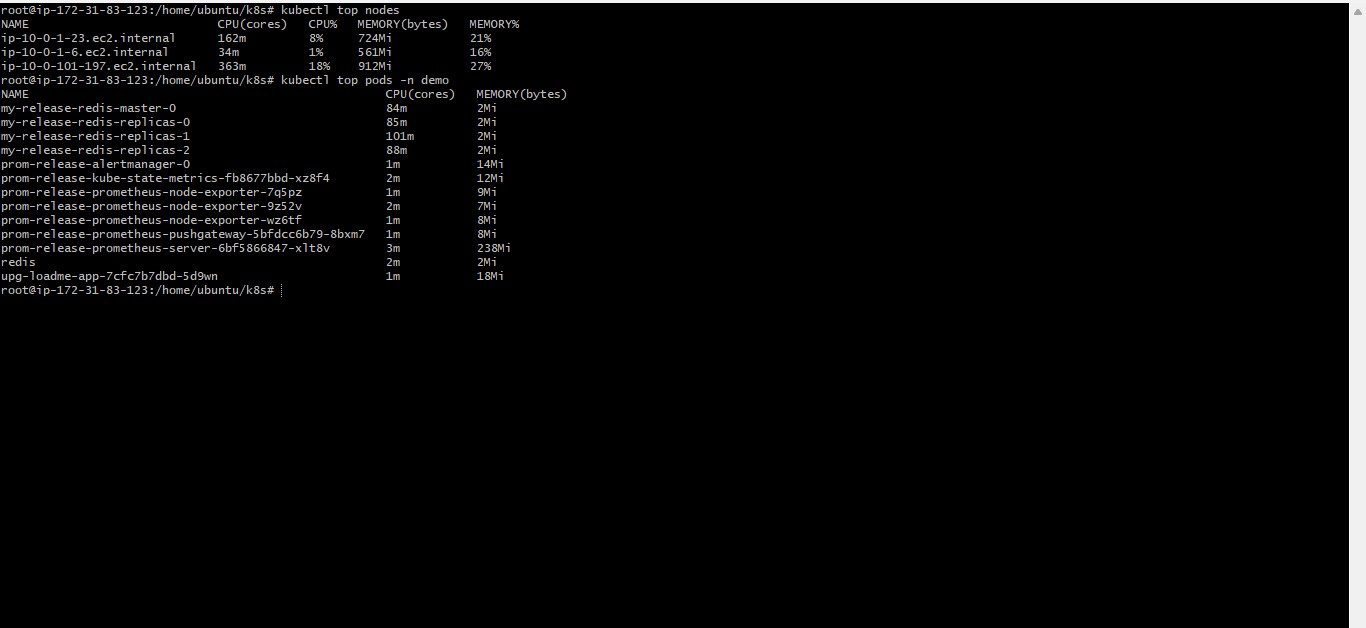 root@ip-172-31-83-123:/home/ubuntu/k8s# kubectl top nodes
NAME CPU(cores) CPU% MEMORY(bytes) MEMORY%
ip-10-0-1-23.ec2.internal 162m 8% 724Mi 21%
ip-10-0-1-6.ec2.internal 34m 1% 561Mi 16%
ip-10-0-101-197.ec2.internal 363m 18% 912Mi 27%
root@ip-172-31-83-123:/home/ubuntu/k8s# kubectl top pods -n demo
NAME CPU(cores) MEMORY(bytes)
my-release-redis-master-0 84m 2Mi
my-release-redis-replicas-0 85m 2Mi
my-release-redis-replicas-1 101m 2Mi
my-release-redis-replicas-2 88m 2Mi
prom-release-alertmanager-0 1m 14Mi
prom-release-kube-state-metrics-fb8677bbd-xz8f4 2m 12Mi
prom-release-prometheus-node-exporter-7q5pz 1m 9Mi
prom-release-prometheus-node-exporter-9z52v 2m 7Mi
prom-release-prometheus-node-exporter-wz6tf 1m 8Mi
prom-release-prometheus-pushgateway-5bfdcc6b79-8bxm7 1m 8Mi
prom-release-prometheus-server-6bf5866847-xlt8v 3m 238Mi
redis 2m 2Mi
upg-loadme-app-7cfc7b7dbd-5d9wn 1m 18Mi
root@ip-172-31-83-123:/home/ubuntu/k8s#